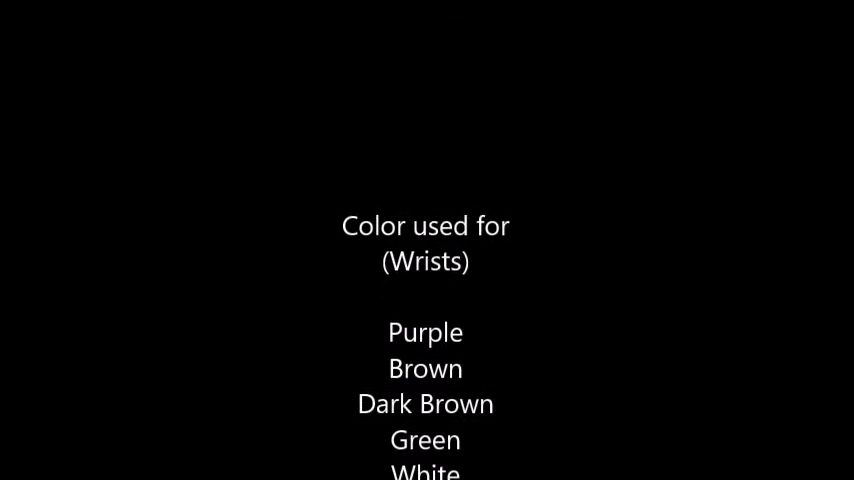 Color used for
(Wrists)
Purple
Brown
Dark Brown
Green
White